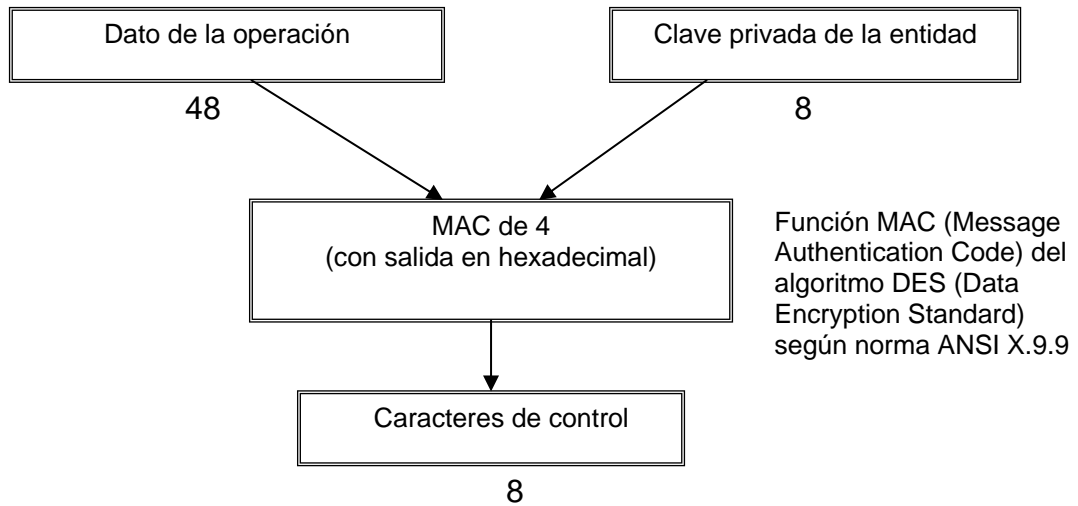 Dato de la operación
Clave privada de la entidad
48
8
MAC de 4
(con salida en hexadecimal)
Función MAC (Message
Authentication Code) del
algoritmo DES (Data
Encryption Standard)
según norma ANSI X.9.9
Caracteres de control
8